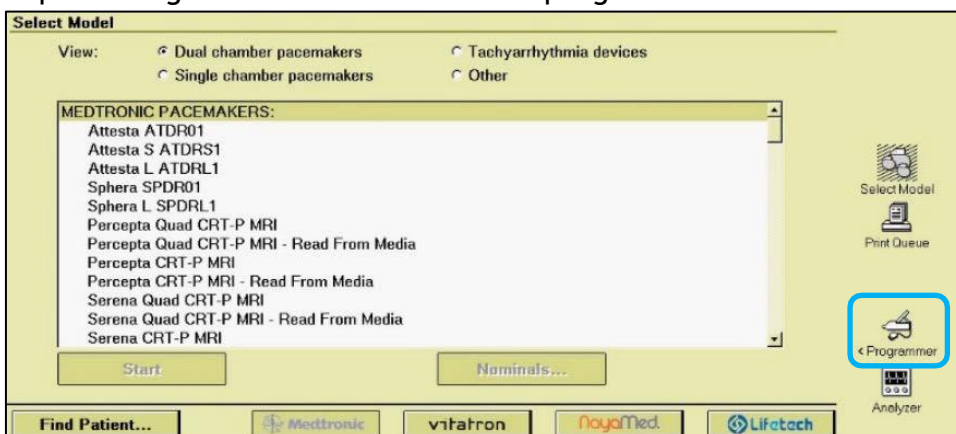 Select Model
View: Dual chamber pacemakers Tachyarrhythmia devices
Single chamber pacemakers Other
MEDTRONIC PACEMAKERS:
Attesta ATDR01
Attesta S ATDRS1
Attesta L ATDRL1
Sphera SPDR01
Sphera L SPDRL1
Percepta Quad CRT-P MRI
Percepta Quad CRT-P MRI - Read From Media
Percepta CRT-P MRI
Percepta CRT-P MRI - Read From Media
Serena Quad CRT-P MRI
Serena Quad CRT-P MRI - Read From Media
Serena CRT-P MRI
Start Nominals...
Find Patient... Medtronic vitatron NayaMed. Lifetech
Select Model
Print Queue
< Programmer
Analyzer